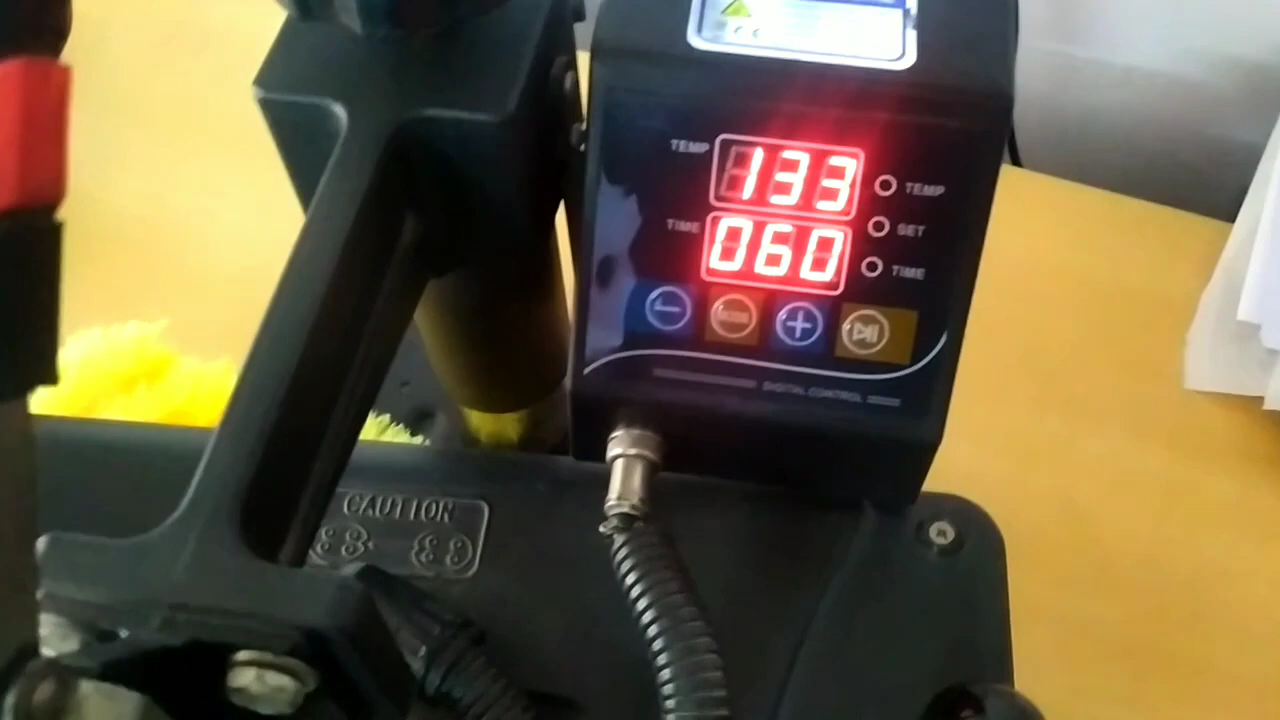 TEMP
133
TEMP
TIME
060
SET
TIME
DIGITAL CONTROL
CAUTION